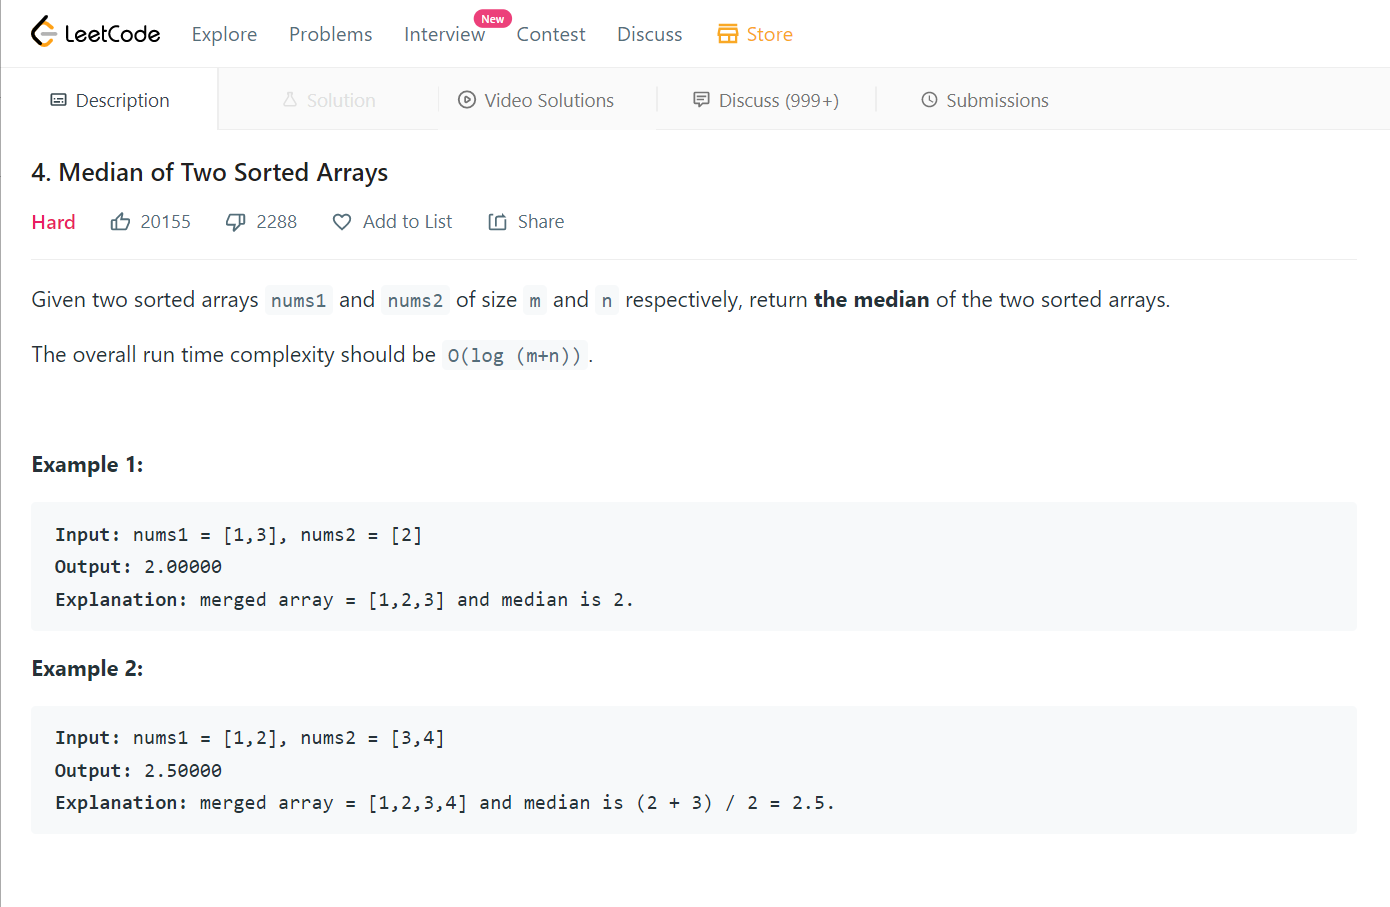 LeetCode Explore Problems Interview New Contest Discuss Store
Description Solution Video Solutions Discuss (999+) Submissions
4. Median of Two Sorted Arrays
Hard 20155 2288 Add to List Share
Given two sorted arrays nums1 and nums2 of size m and n respectively, return the median of the two sorted arrays.
The overall run time complexity should be O(log (m+n)).
Example 1:
Input: nums1 = [1,3], nums2 = [2]
Output: 2.00000
Explanation: merged array = [1,2,3] and median is 2.
Example 2:
Input: nums1 = [1,2], nums2 = [3,4]
Output: 2.50000
Explanation: merged array = [1,2,3,4] and median is (2 + 3) / 2 = 2.5.